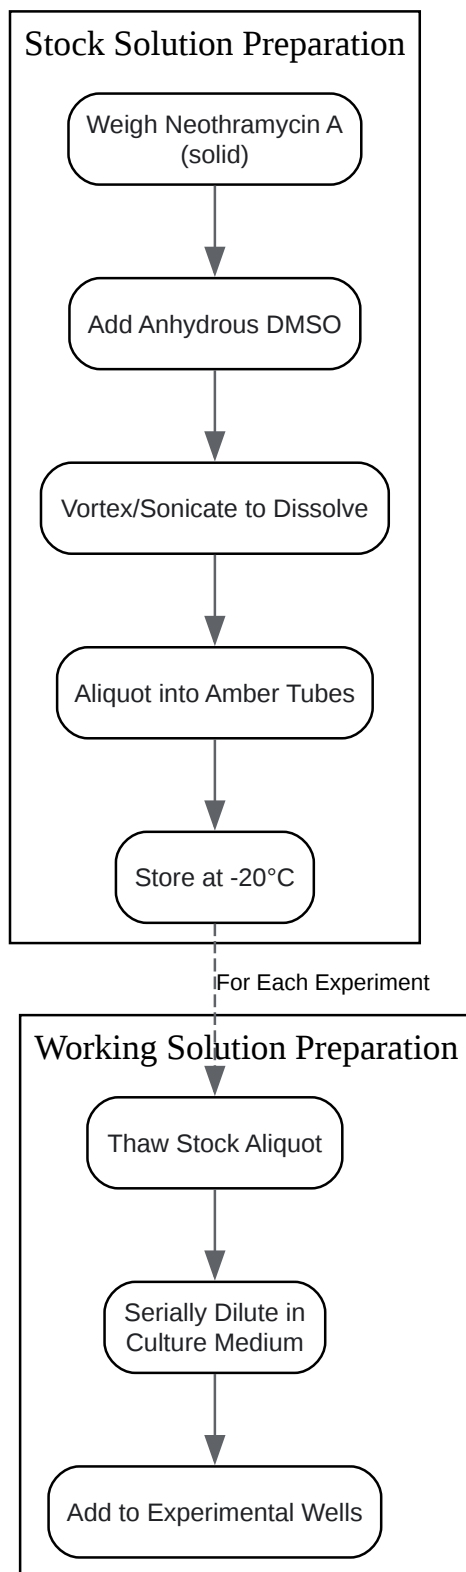 Stock Solution Preparation
Weigh Neothramycin A
(solid)
Add Anhydrous DMSO
Vortex/Sonicate to Dissolve
Aliquot into Amber Tubes
Store at -20°C
For Each Experiment
Working Solution Preparation
Thaw Stock Aliquot
Serially Dilute in
Culture Medium
Add to Experimental Wells